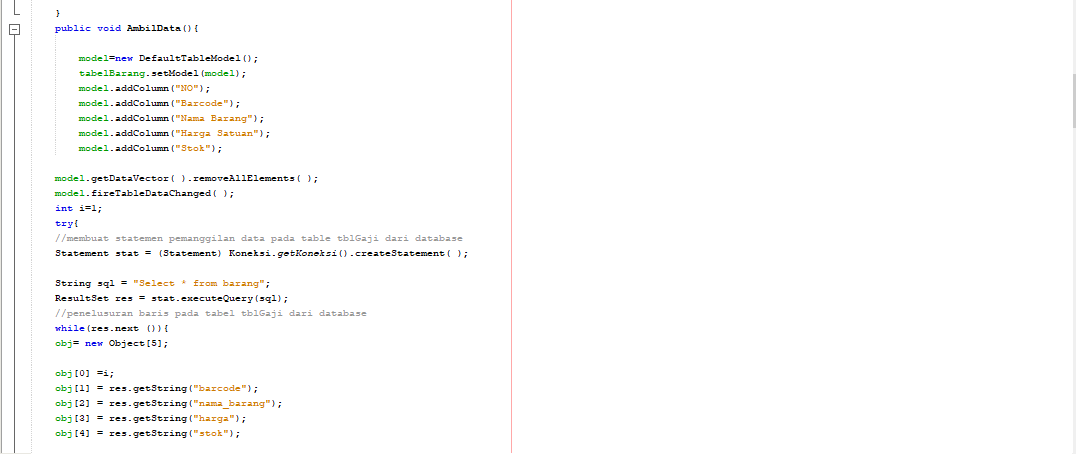 }
public void AmbilData(){
model=new DefaultTableModel();
tabelBarang.setModel(model);
model.addColumn("NO");
model.addColumn("Barcode");
model.addColumn("Nama Barang");
model.addColumn("Harga Satuan");
model.addColumn("Stok");
model.getDataVector( ).removeAllElements( );
model.fireTableDataChanged( );
int i=1;
try{
//membuat statemen pemanggilan data pada table tblGaji dari database
Statement stat = (Statement) Koneksi.getKoneksi().createStatement( );
String sql = "Select * from barang";
ResultSet res = stat.executeQuery(sql);
//penelusuran baris pada tabel tblGaji dari database
while(res.next ()){
obj= new Object[5];
obj[0] =i;
obj[1] = res.getString("barcode");
obj[2] = res.getString("nama_barang");
obj[3] = res.getString("harga");
obj[4] = res.getString("stok");